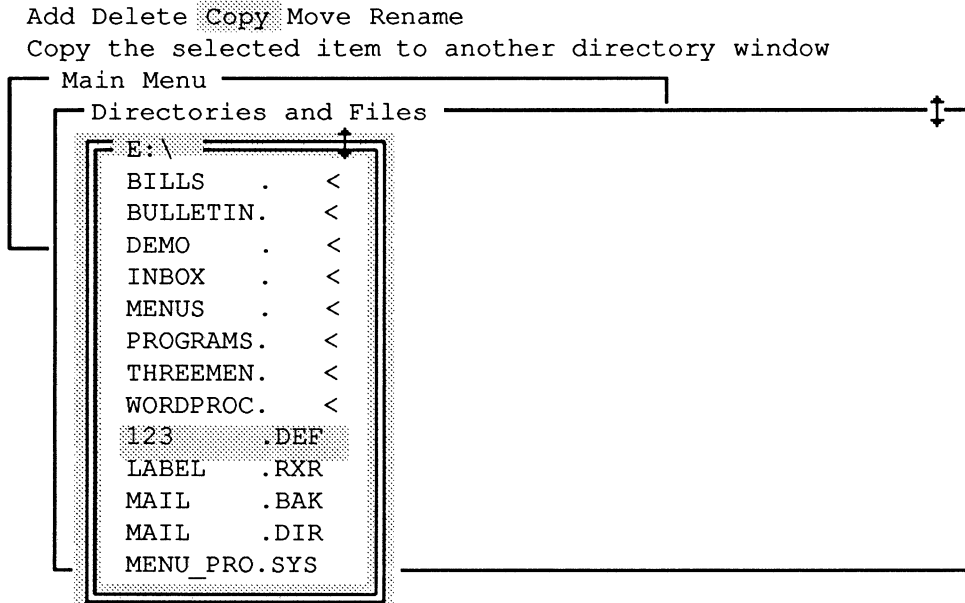 Add Delete Copy Move Rename
Copy the selected item to another directory window
Main Menu
Directories and Files
E:\
BILLS . <
BULLETIN. <
DEMO . <
INBOX . <
MENUS . <
PROGRAMS. <
THREEMEN. <
WORDPROC. <
123 .DEF
LABEL .RXR
MAIL .BAK
MAIL .DIR
MENU_PRO.SYS